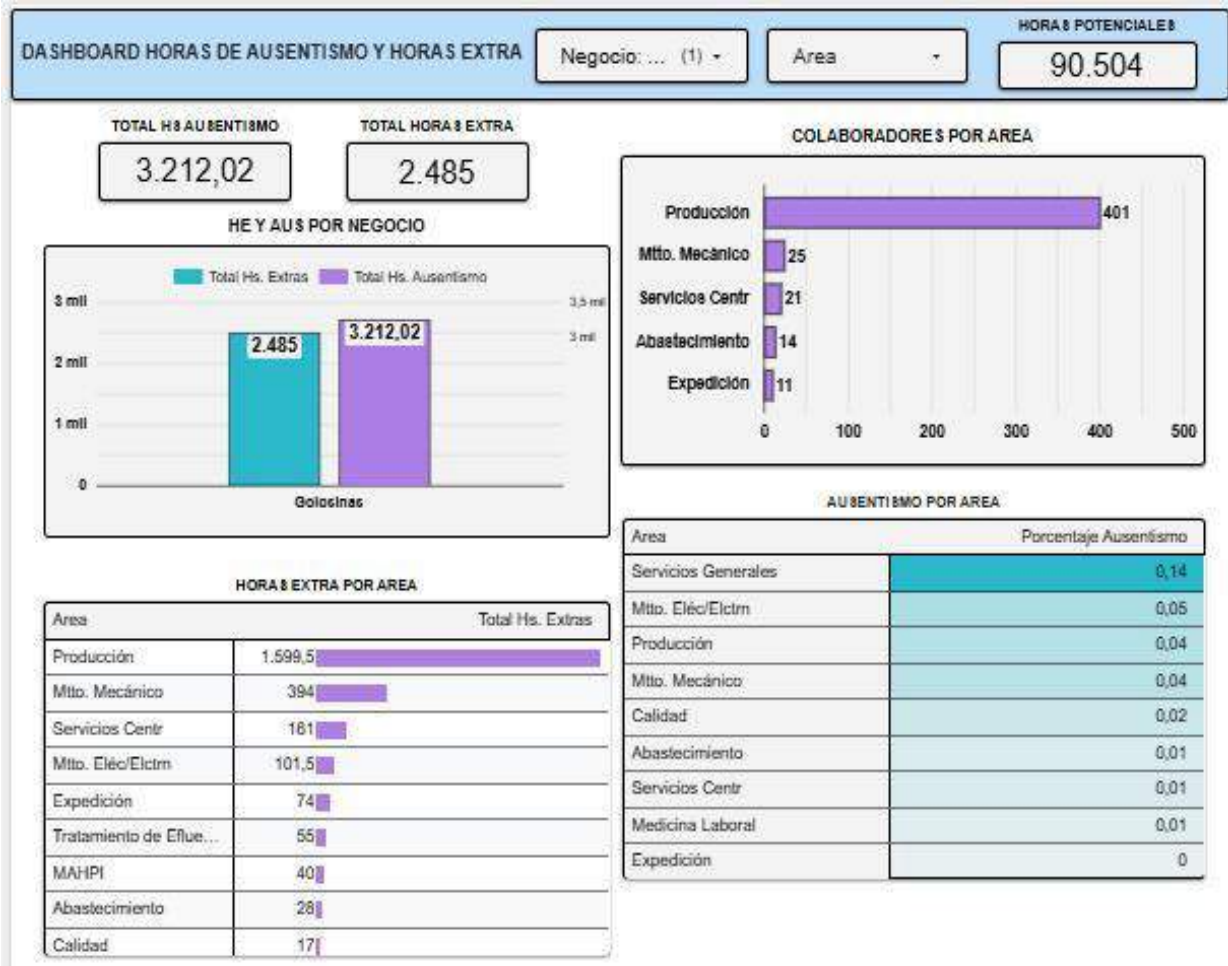 DASHBOARD HORAS DE AUSENTISMO Y HORAS EXTRA
Negocio: ... (1)
Area
HORAS POTENCIALES
90.504
TOTAL HS AUSENTISMO
3.212,02
TOTAL HORAS EXTRA
2.485
HE Y AUS POR NEGOCIO
Total Hs. Extras
Total Hs. Ausentismo
3 mil
2 mil
1 mil
0
3,5 mil
3 mil
2.485
3.212,02
Golosinas
COLABORADORES POR AREA
Producción 401
Mtto. Mecánico 25
Servicios Centr 21
Abastecimiento 14
Expedición 11
0 100 200 300 400 500
HORAS EXTRA POR AREA
Area Total Hs. Extras
Producción 1.599,5
Mtto. Mecánico 394
Servicios Centr 161
Mtto. Eléc/Elctrn 101,5
Expedición 74
Tratamiento de Eflue...  55
MAHPI 40
Abastecimiento 28
Calidad 17
AUSENTISMO POR AREA
Area Porcentaje Ausentismo
Servicios Generales 0,14
Mtto. Eléc/Elctrn 0,05
Producción 0,04
Mtto. Mecánico 0,04
Calidad 0,02
Abastecimiento 0,01
Servicios Centr 0,01
Medicina Laboral 0,01
Expedición 0